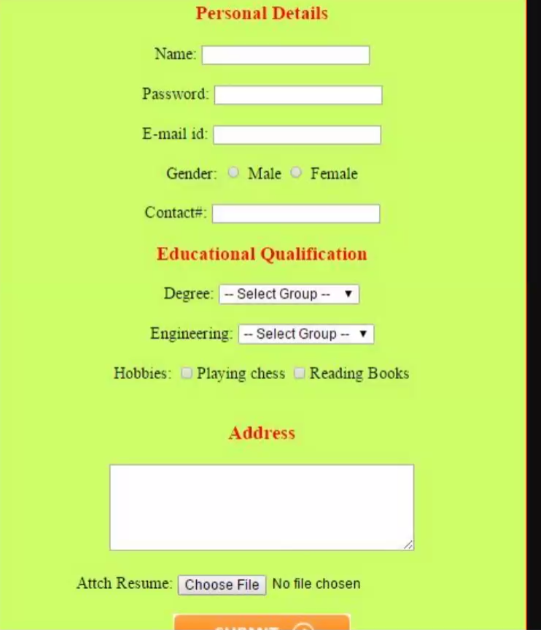 Personal Details
Name:
Password:
E-mail id:
Gender: Male Female
Contact#:
Educational Qualification
Degree: -- Select Group --
Engineering: -- Select Group --
Hobbies: Playing chess Reading Books
Address
Attch Resume: Choose File No file chosen
SUBMIT